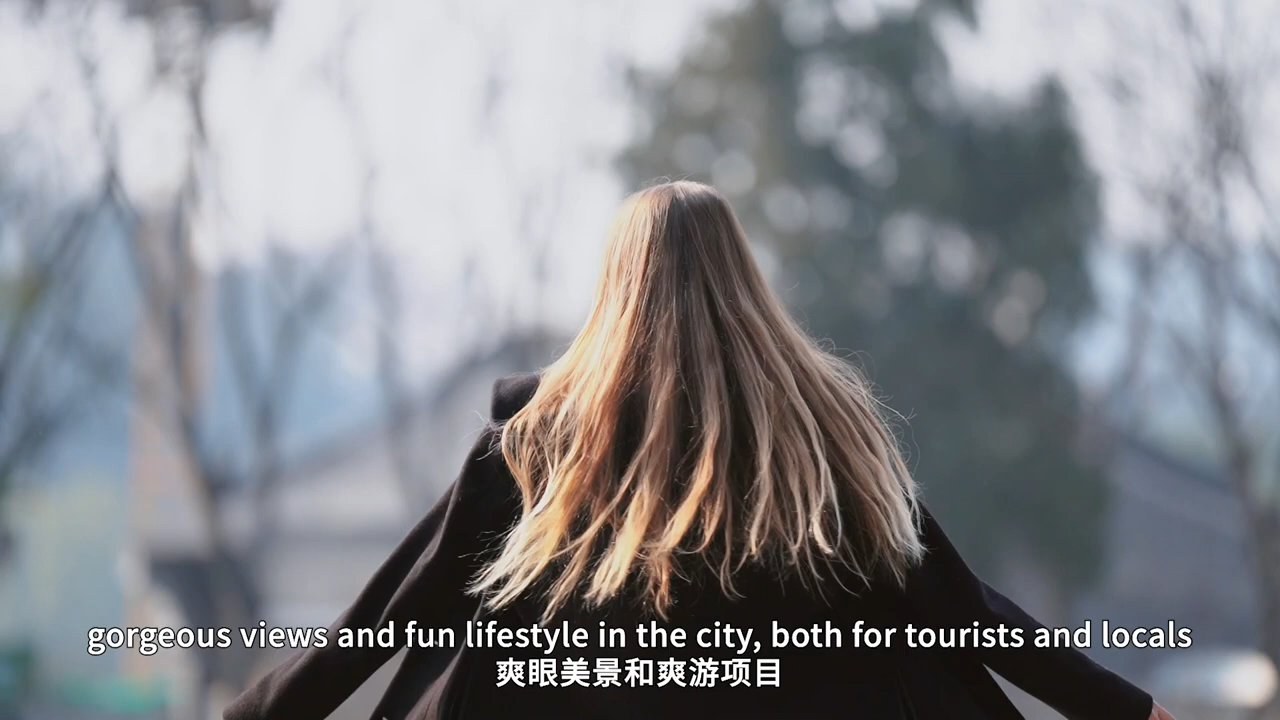 gorgeous views and fun lifestyle in the city, both for tourists and locals
爽眼美景和爽游项目